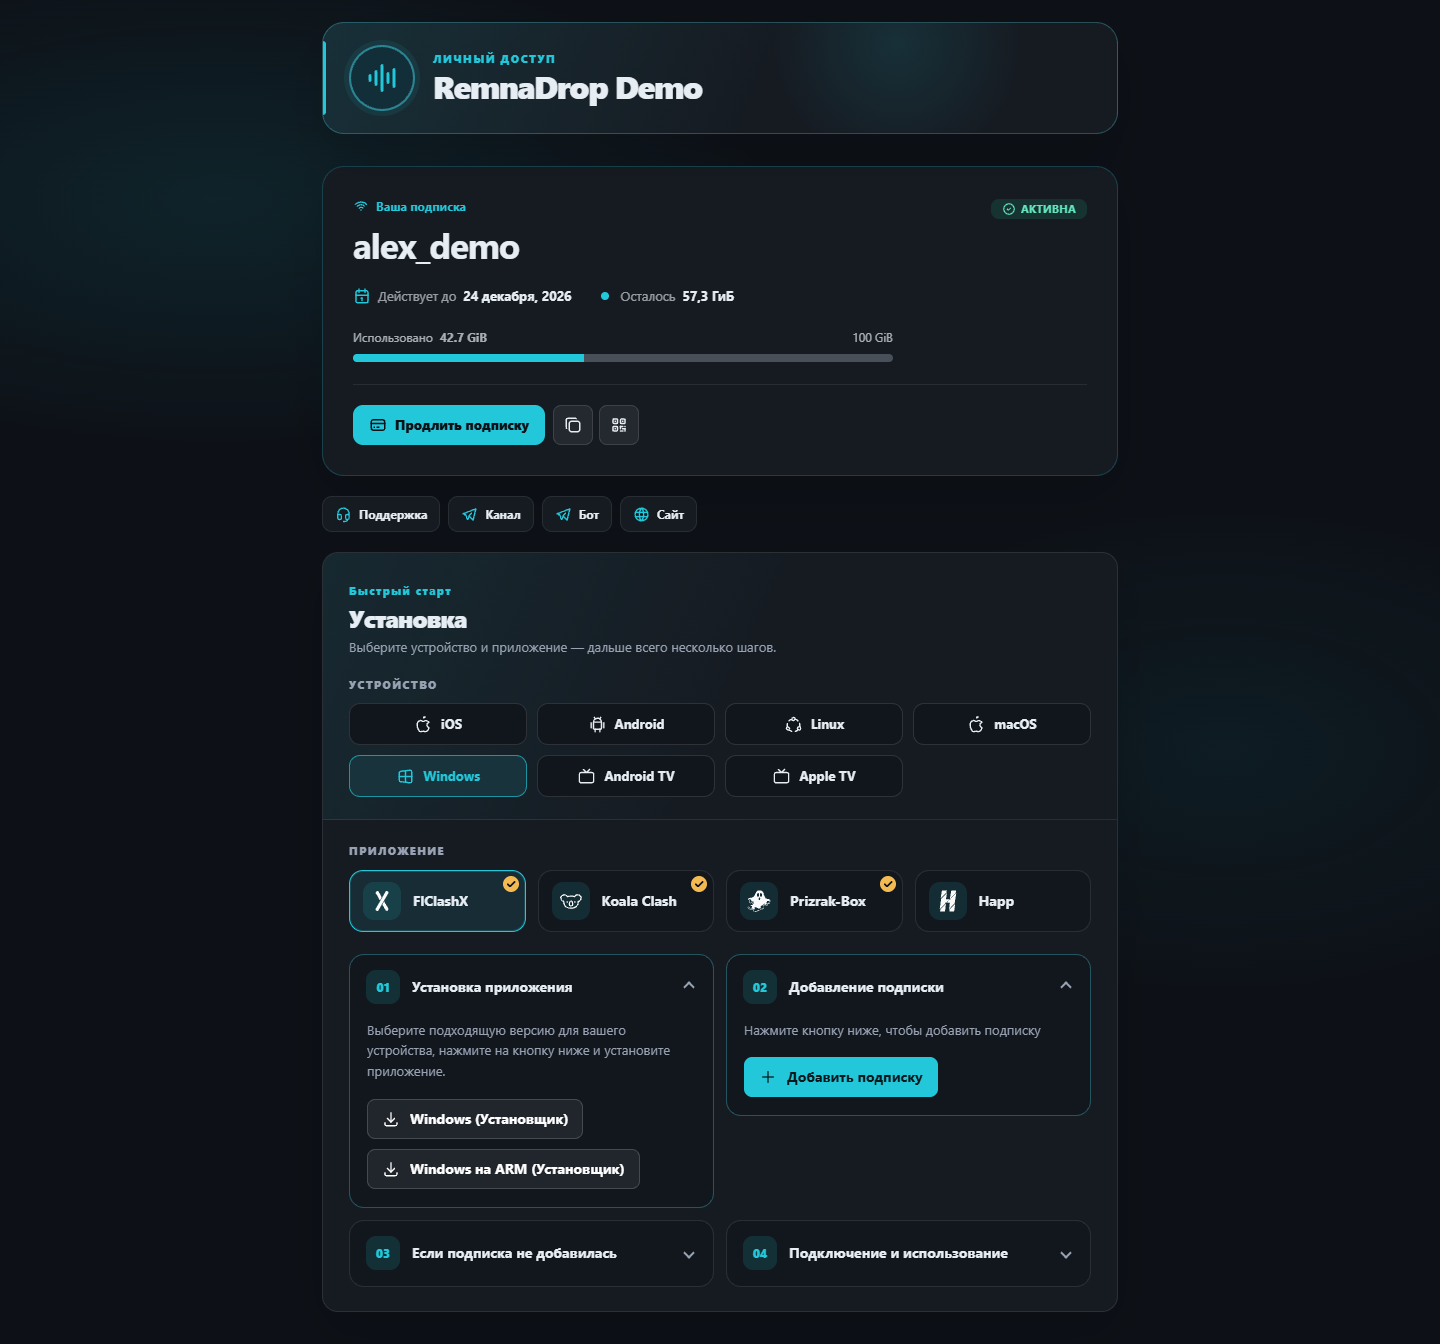 ЛИЧНЫЙ ДОСТУП
RemnaDrop Demo
Ваша подписка
АКТИВНА
alex_demo
Действует до 24 декабря, 2026
Осталось 57,3 ГиБ
Использовано 42.7 GiB
100 GiB
Продлить подписку
Поддержка
Канал
Бот
Сайт
Быстрый старт
Установка
Выберите устройство и приложение — дальше всего несколько шагов.
УСТРОЙСТВО
iOS
Android
Linux
macOS
Windows
Android TV
Apple TV
ПРИЛОЖЕНИЕ
FlClashX
Koala Clash
Prizrak-Box
Happ
01
Установка приложения
Выберите подходящую версию для вашего
устройства, нажмите на кнопку ниже и установите
приложение.
Windows (Установщик)
Windows на ARM (Установщик)
02
Добавление подписки
Нажмите кнопку ниже, чтобы добавить подписку
Добавить подписку
03
Если подписка не добавилась
04
Подключение и использование